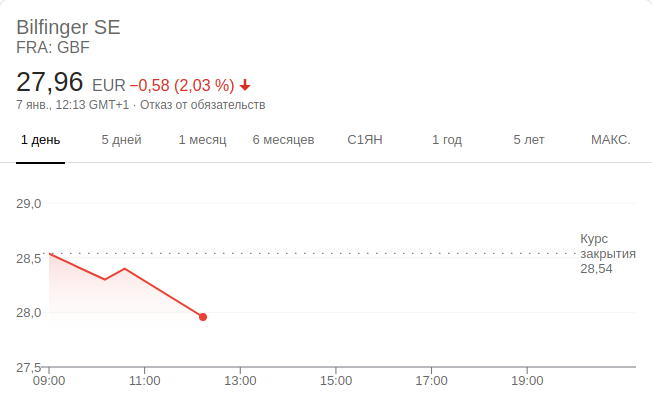 Bilfinger SE
FRA: GBF
27,96 EUR −0,58 (2,03 %)
7 янв., 12:13 GMT+1 · Отказ от обязательств
1 день 5 дней 1 месяц 6 месяцев С1ЯН 1 год 5 лет МАКС.
29,0
Курс
28,5 закрытия
28,54
28,0
27,5
09:00 11:00 13:00 15:00 17:00 19:00